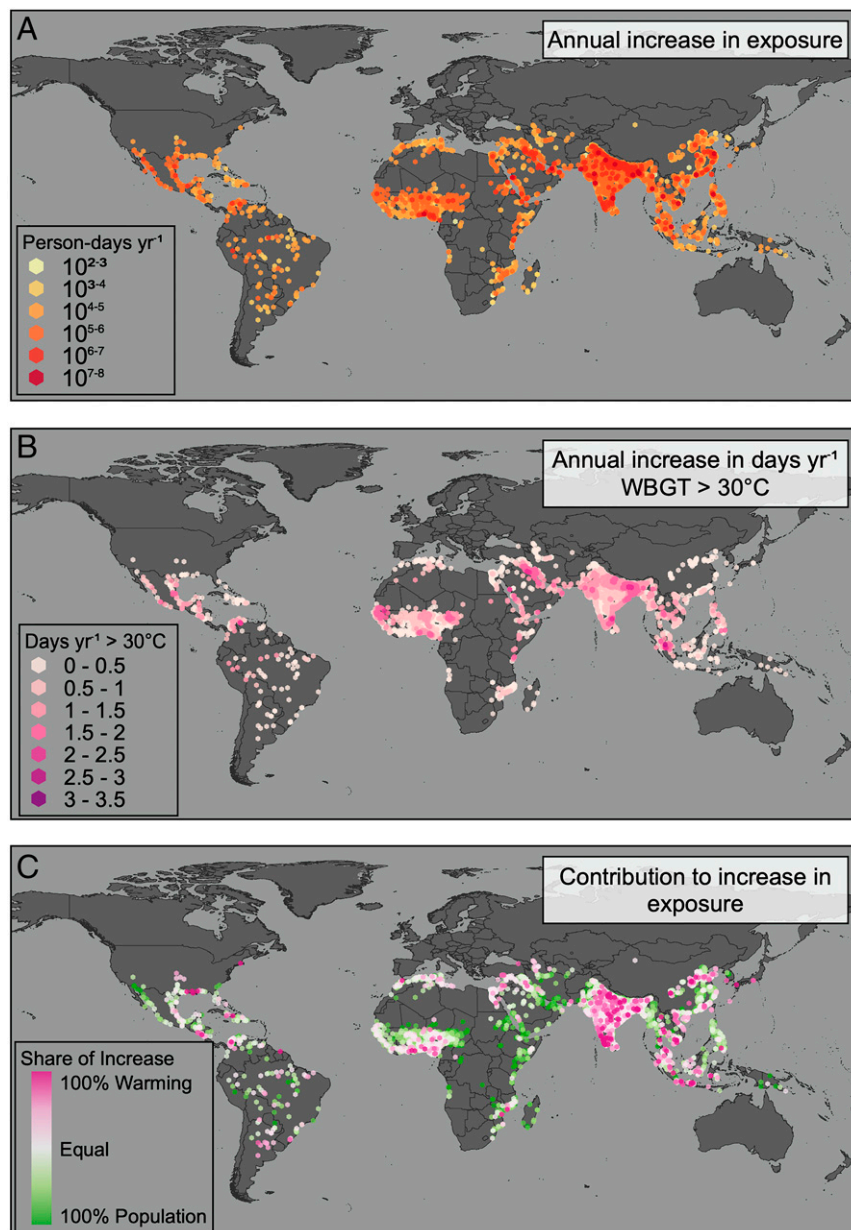 A
Annual increase in exposure
Person-days yr⁻¹
10²⁻³
10³⁻⁴
10⁴⁻⁵
10⁵⁻⁶
10⁶⁻⁷
10⁷⁻⁸
B
Annual increase in days yr⁻¹
WBGT > 30°C
Days yr⁻¹ > 30°C
0 - 0.5
0.5 - 1
1 - 1.5
1.5 - 2
2 - 2.5
2.5 - 3
3 - 3.5
C
Contribution to increase in
exposure
Share of Increase
100% Warming
Equal
100% Population